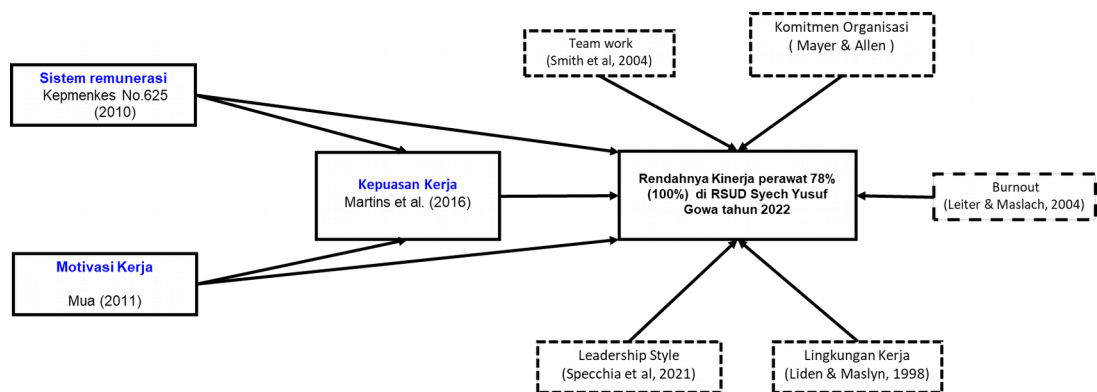 Team work
(Smith et al, 2004)
Komitmen Organisasi
( Mayer & Allen )
Sistem remunerasi
Kepmenkes No.625
(2010)
Kepuasan Kerja
Martins et al. (2016)
Rendahnya Kinerja perawat 78%
(100%) di RSUD Syech Yusuf
Gowa tahun 2022
Burnout
(Leiter & Maslach, 2004)
Motivasi Kerja
Mua (2011)
Leadership Style
(Specchia et al, 2021)
Lingkungan Kerja
(Liden & Maslyn, 1998)